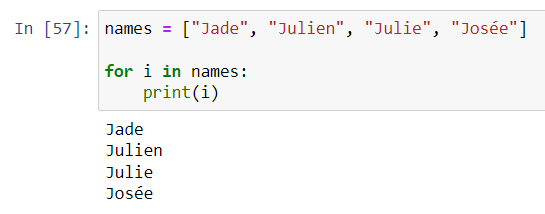 In [57]: names = ["Jade", "Julien", "Julie", "Josée"]
for i in names:
    print(i)
Jade
Julien
Julie
Josée